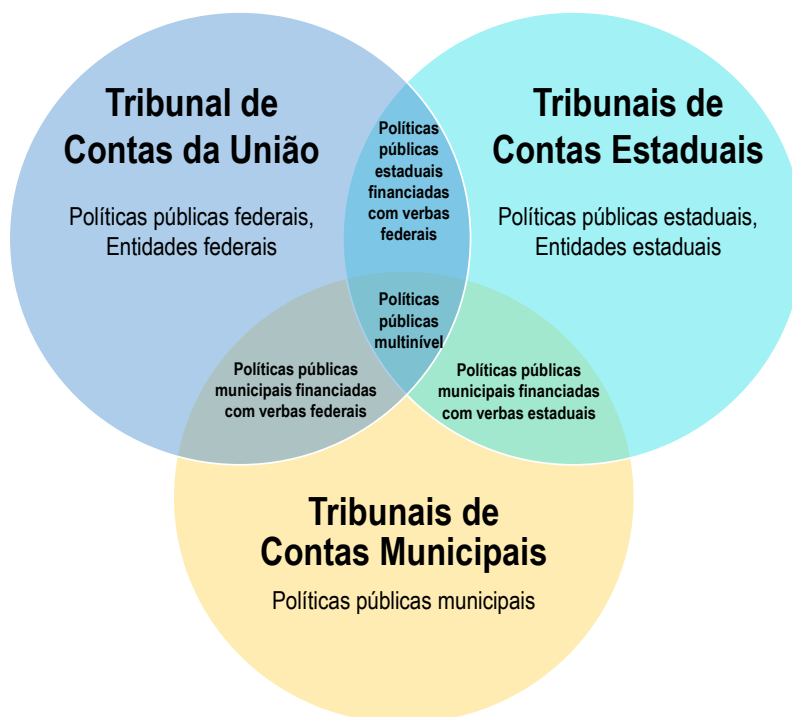 Tribunal de
Contas da União
Políticas públicas federais,
Entidades federais
Políticas
públicas
estaduais
financiadas
com verbas
federais
Tribunais de
Contas Estaduais
Políticas públicas estaduais,
Entidades estaduais
Políticas
públicas
multinível
Políticas públicas
municipais financiadas
com verbas federais
Políticas públicas
municipais financiadas
com verbas estaduais
Tribunais de
Contas Municipais
Políticas públicas municipais